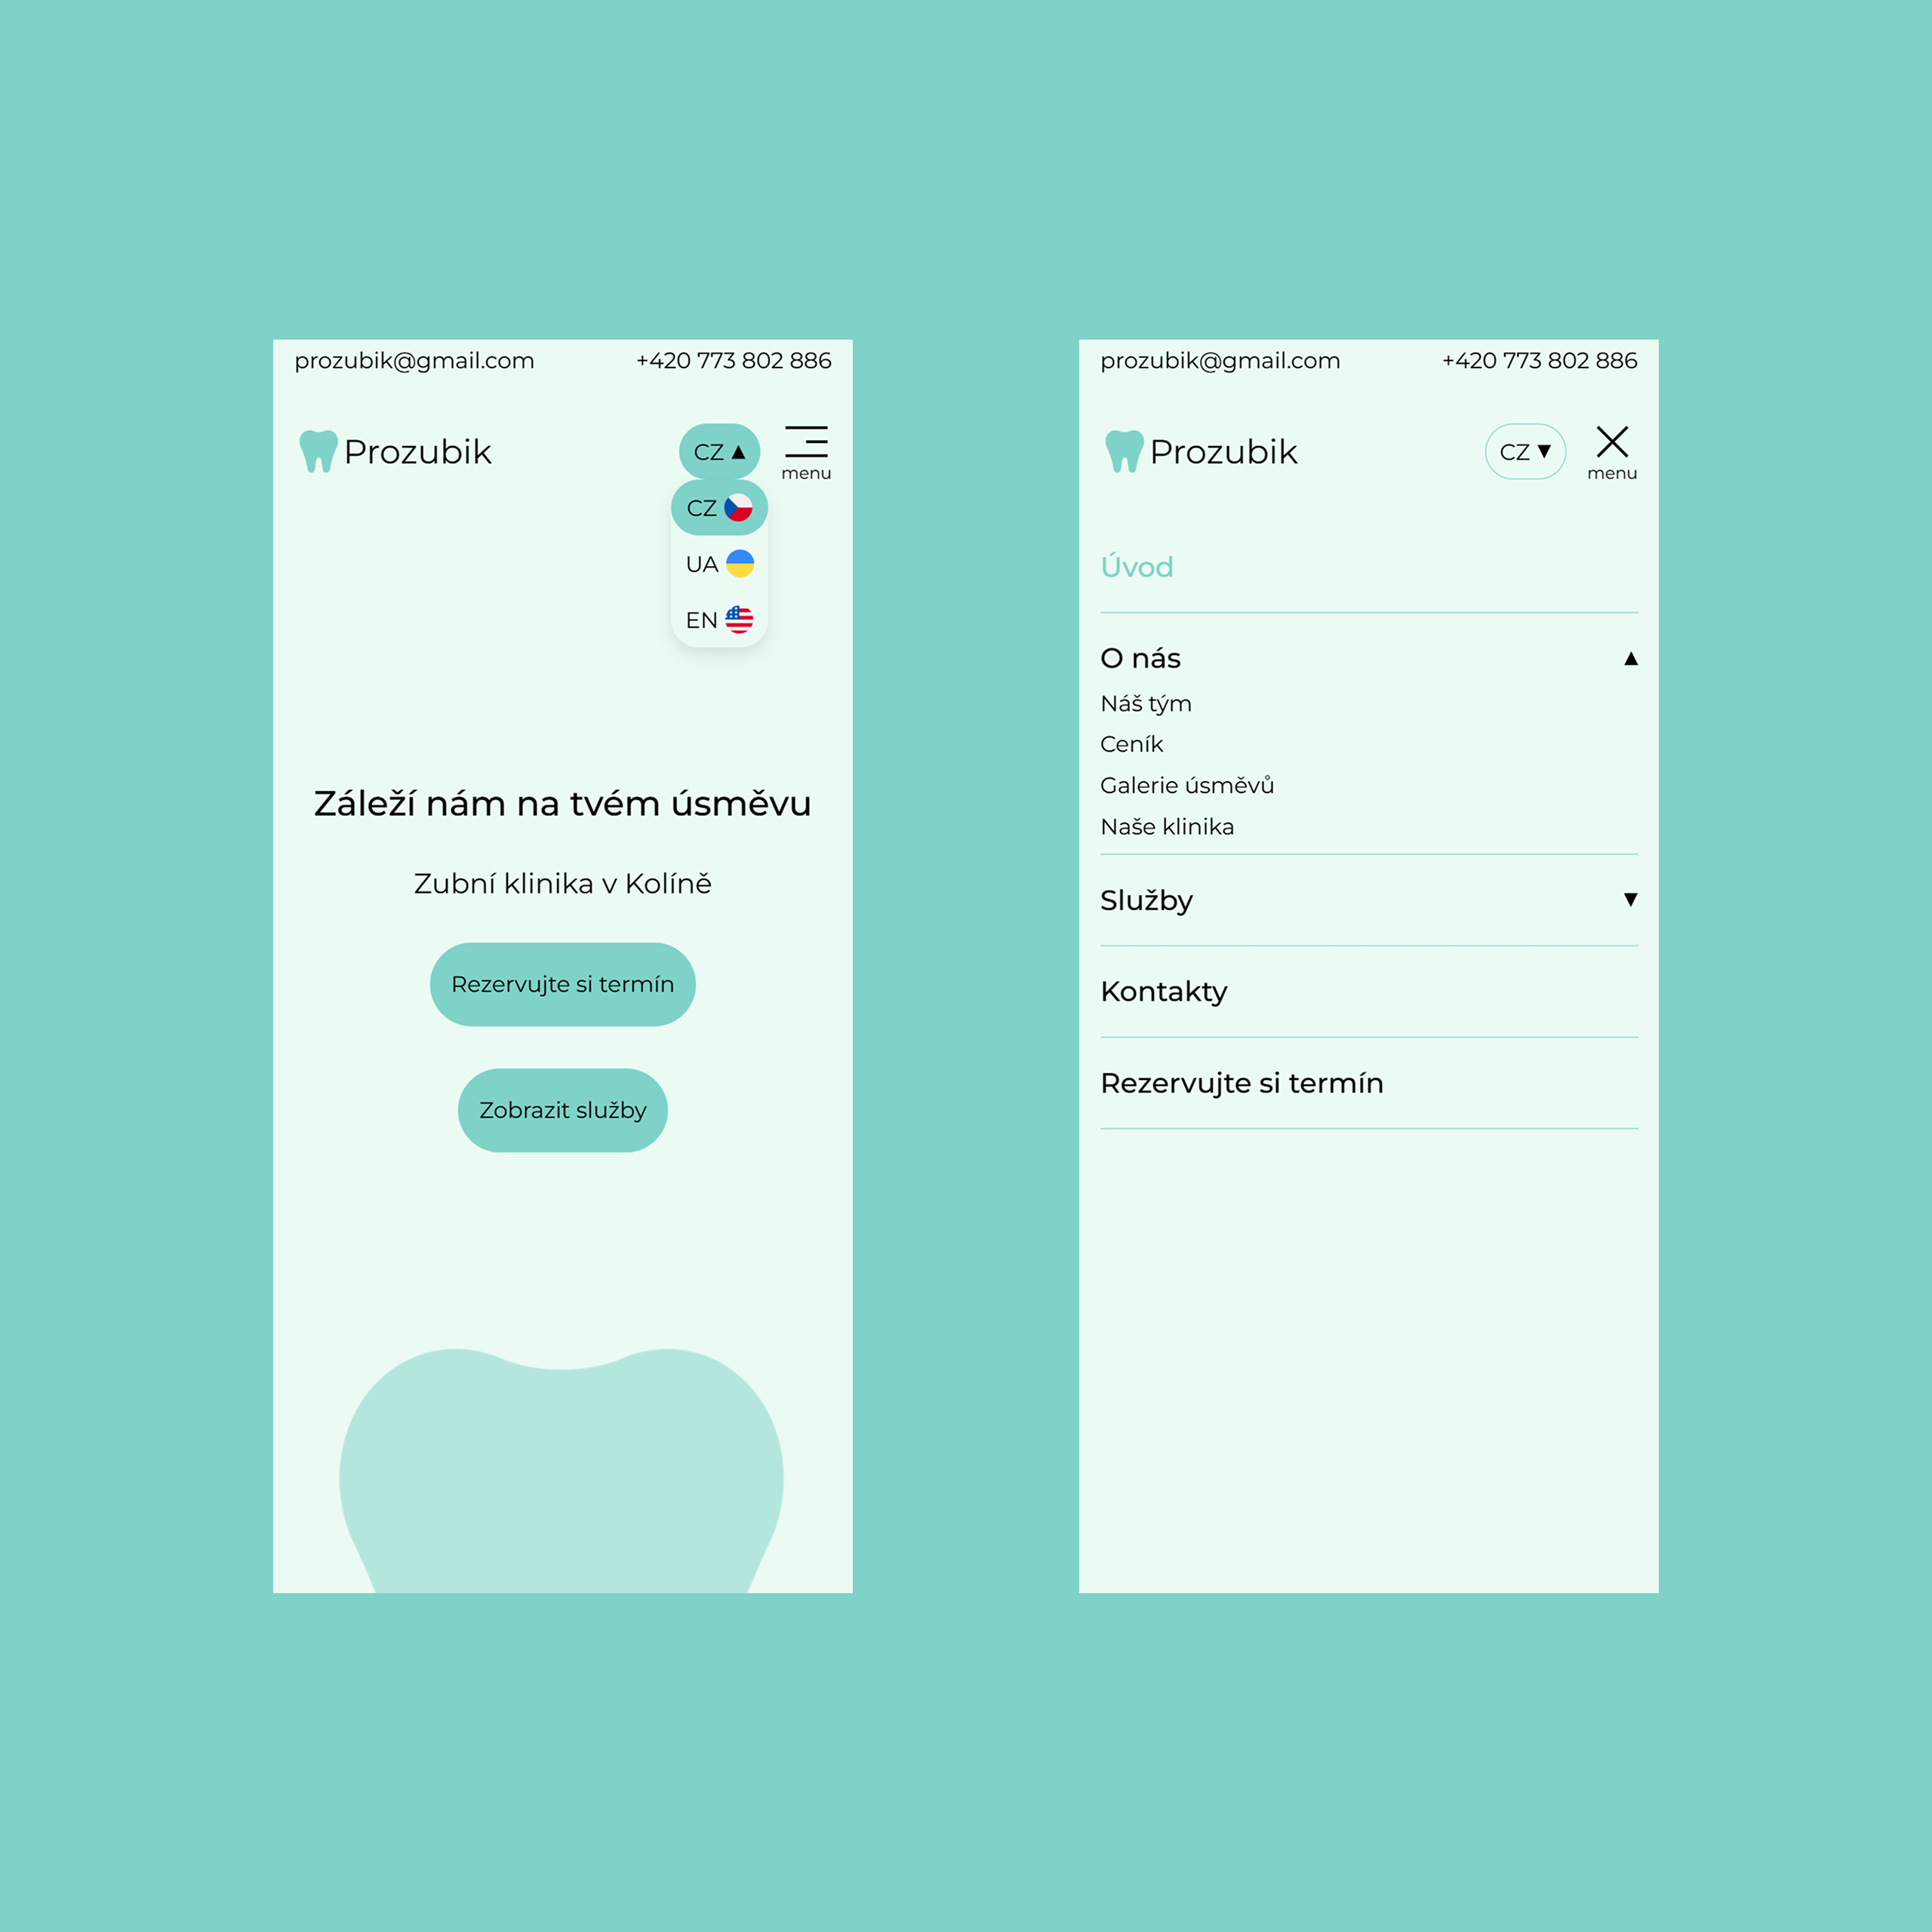 prozubik@gmail.com +420 773 802 886
Prozubik CZ ▲ menu
CZ
UA
EN
Záleží nám na tvém úsměvu
Zubní klinika v Kolíně
Rezervujte si termín
Zobrazit služby
prozubik@gmail.com +420 773 802 886
Prozubik CZ ▼ menu
Úvod
O nás ▲
Náš tým
Ceník
Galerie úsměvů
Naše klinika
Služby ▼
Kontakty
Rezervujte si termín